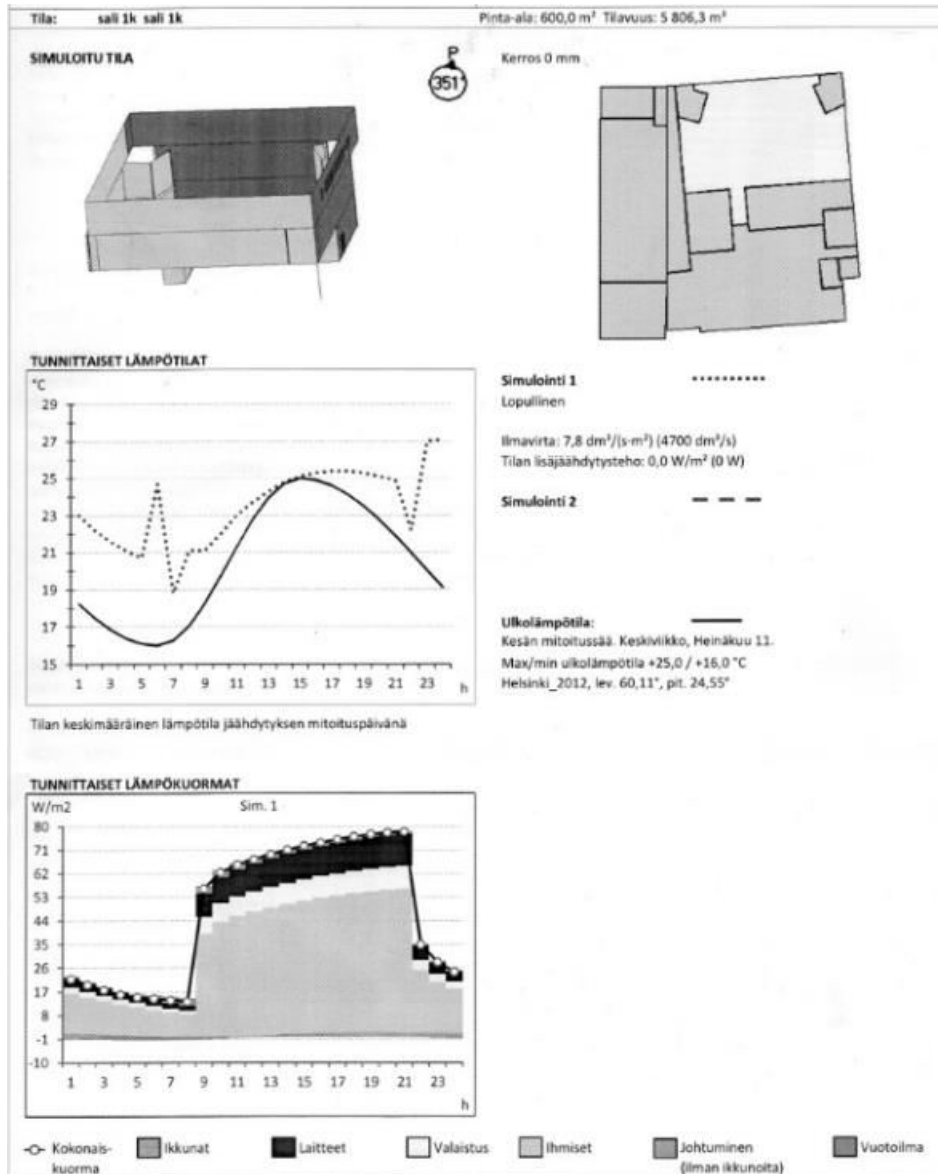 Tila: sali 1k sali 1k Pinta-ala: 600,0 m² Tilavuus: 5 806,3 m³
SIMULOITU TILA
P
351°
Kerros 0 mm
TUNNITTAISET LÄMPÖTILAT
°C
29
27
25
23
21
19
17
15
1 3 5 7 9 11 13 15 17 19 21 23
h
Simulointi 1
Lopullinen
Ilmavirta: 7,8 dm³/(s·m²) (4700 dm³/s)
Tilan lisäjäähdytysteho: 0,0 W/m² (0 W)
Simulointi 2
Ulkolämpötila:
Kesän mitoitussää. Keskiviikko, Heinäkuu 11.
Max/min ulkolämpötila +25,0 / +16,0 °C
Helsinki_2012, lev. 60,11°, pit. 24,55°
Tilan keskimääräinen lämpötila jäähdytyksen mitoituspäivänä
TUNNITTAISET LÄMPÖKUORMAT
W/m2 Sim. 1
80
71
62
53
44
35
26
17
8
-1
-10
1 3 5 7 9 11 13 15 17 19 21 23
h
Kokonais-
kuorma
Ikkunat
Laitteet
Valaistus
Ihmiset
Johtuminen
(ilman ikkunoita)
Vuotoilma